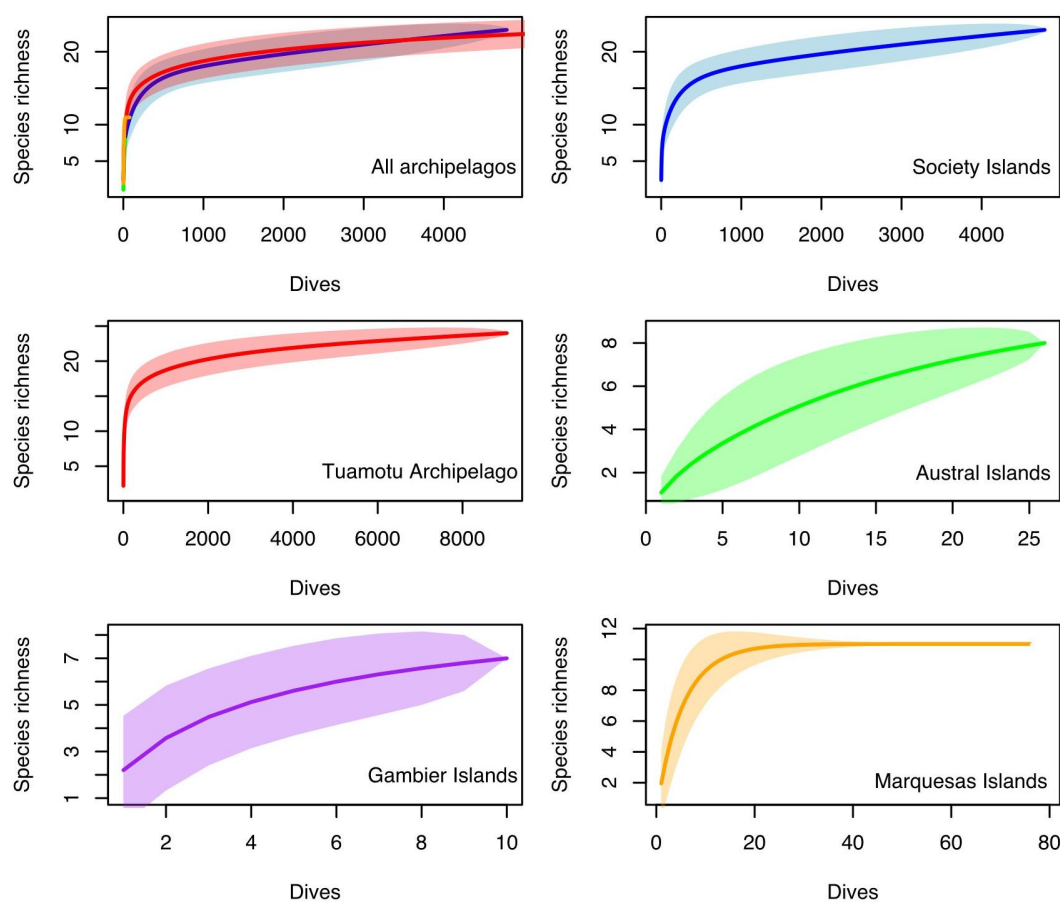 Species richness
20
10
5
All archipelagos
0 1000 2000 3000 4000
Dives
Species richness
20
10
5
Society Islands
0 1000 2000 3000 4000
Dives
Species richness
20
10
5
Tuamotu Archipelago
0 2000 4000 6000 8000
Dives
Species richness
8
6
4
2
Austral Islands
0 5 10 15 20 25
Dives
Species richness
7
5
3
1
Gambier Islands
2 4 6 8 10
Dives
Species richness
12
8
6
4
2
Marquesas Islands
0 20 40 60 80
Dives